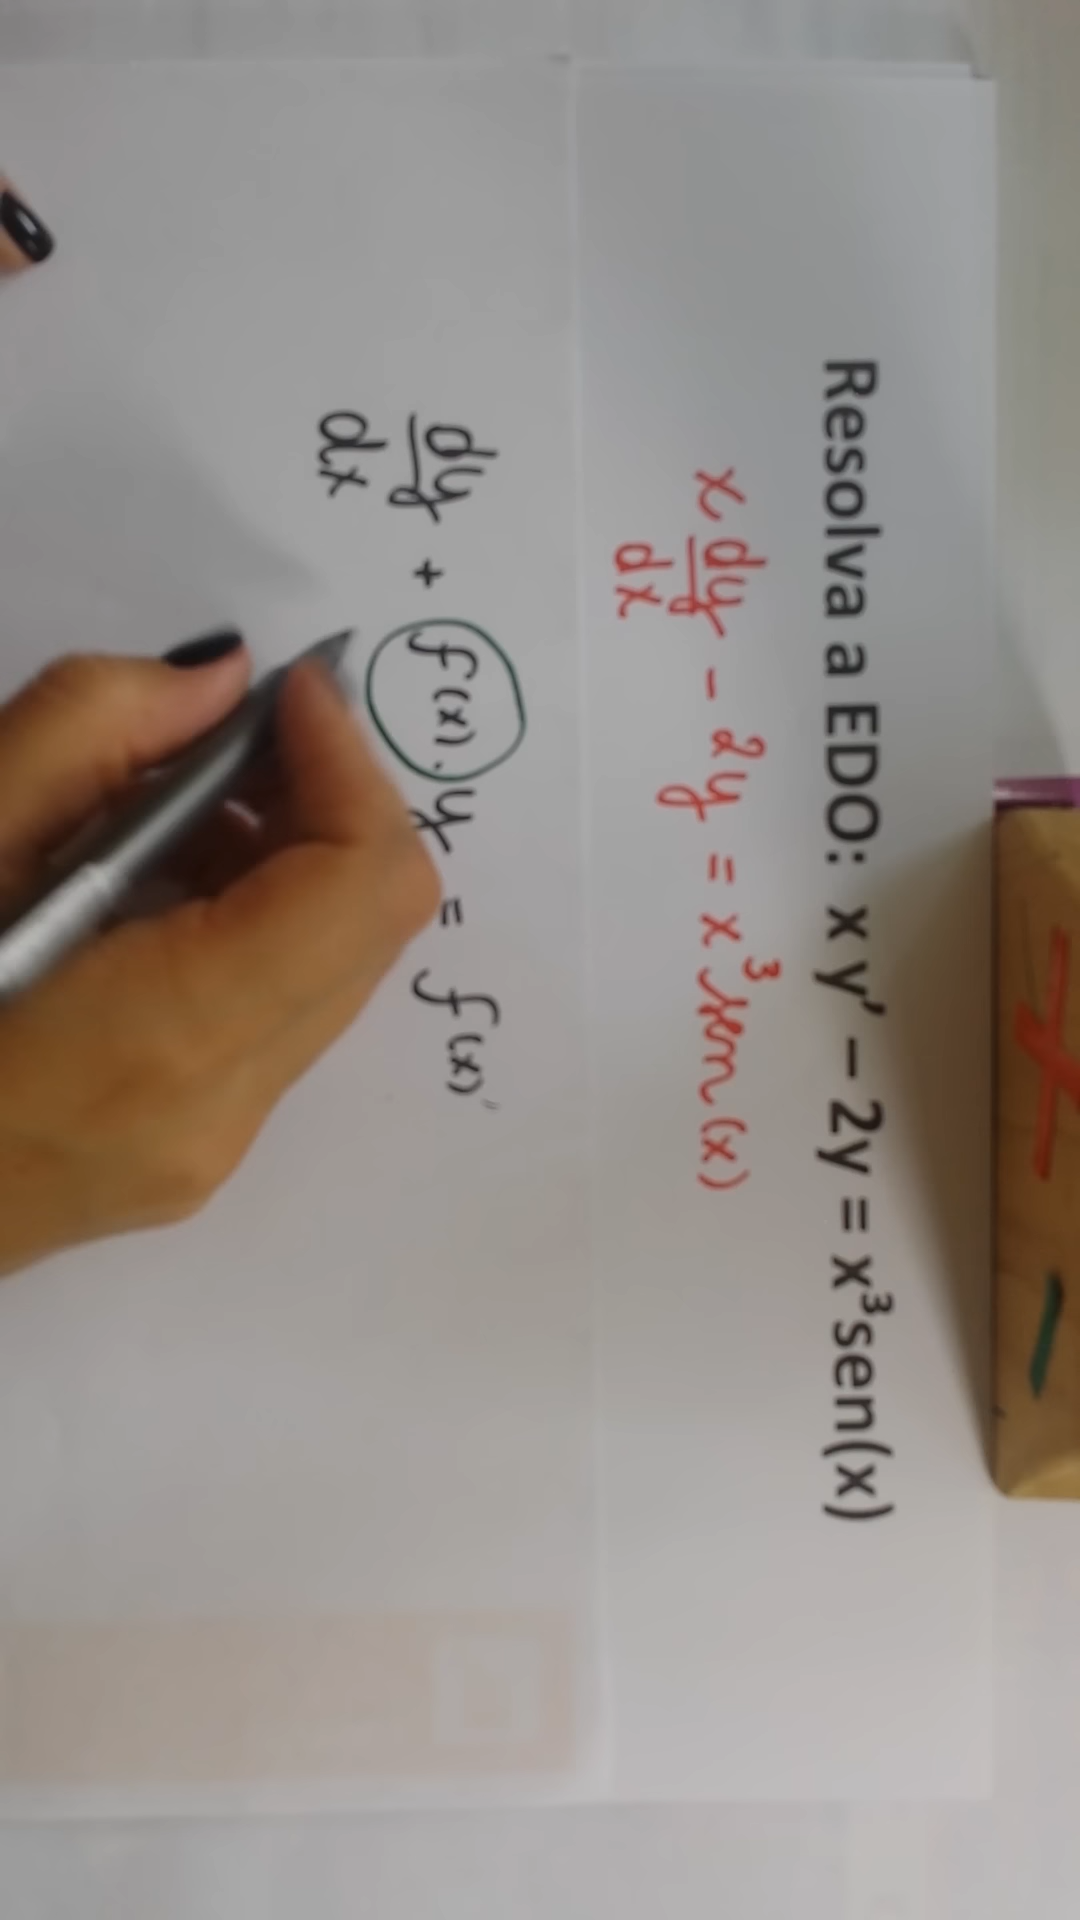 Resolva a EDO: x y' – 2y = x³sen(x)
x dy/dx - 2y = x³ sen(x)
dy/dx + f(x).y = f(x)"